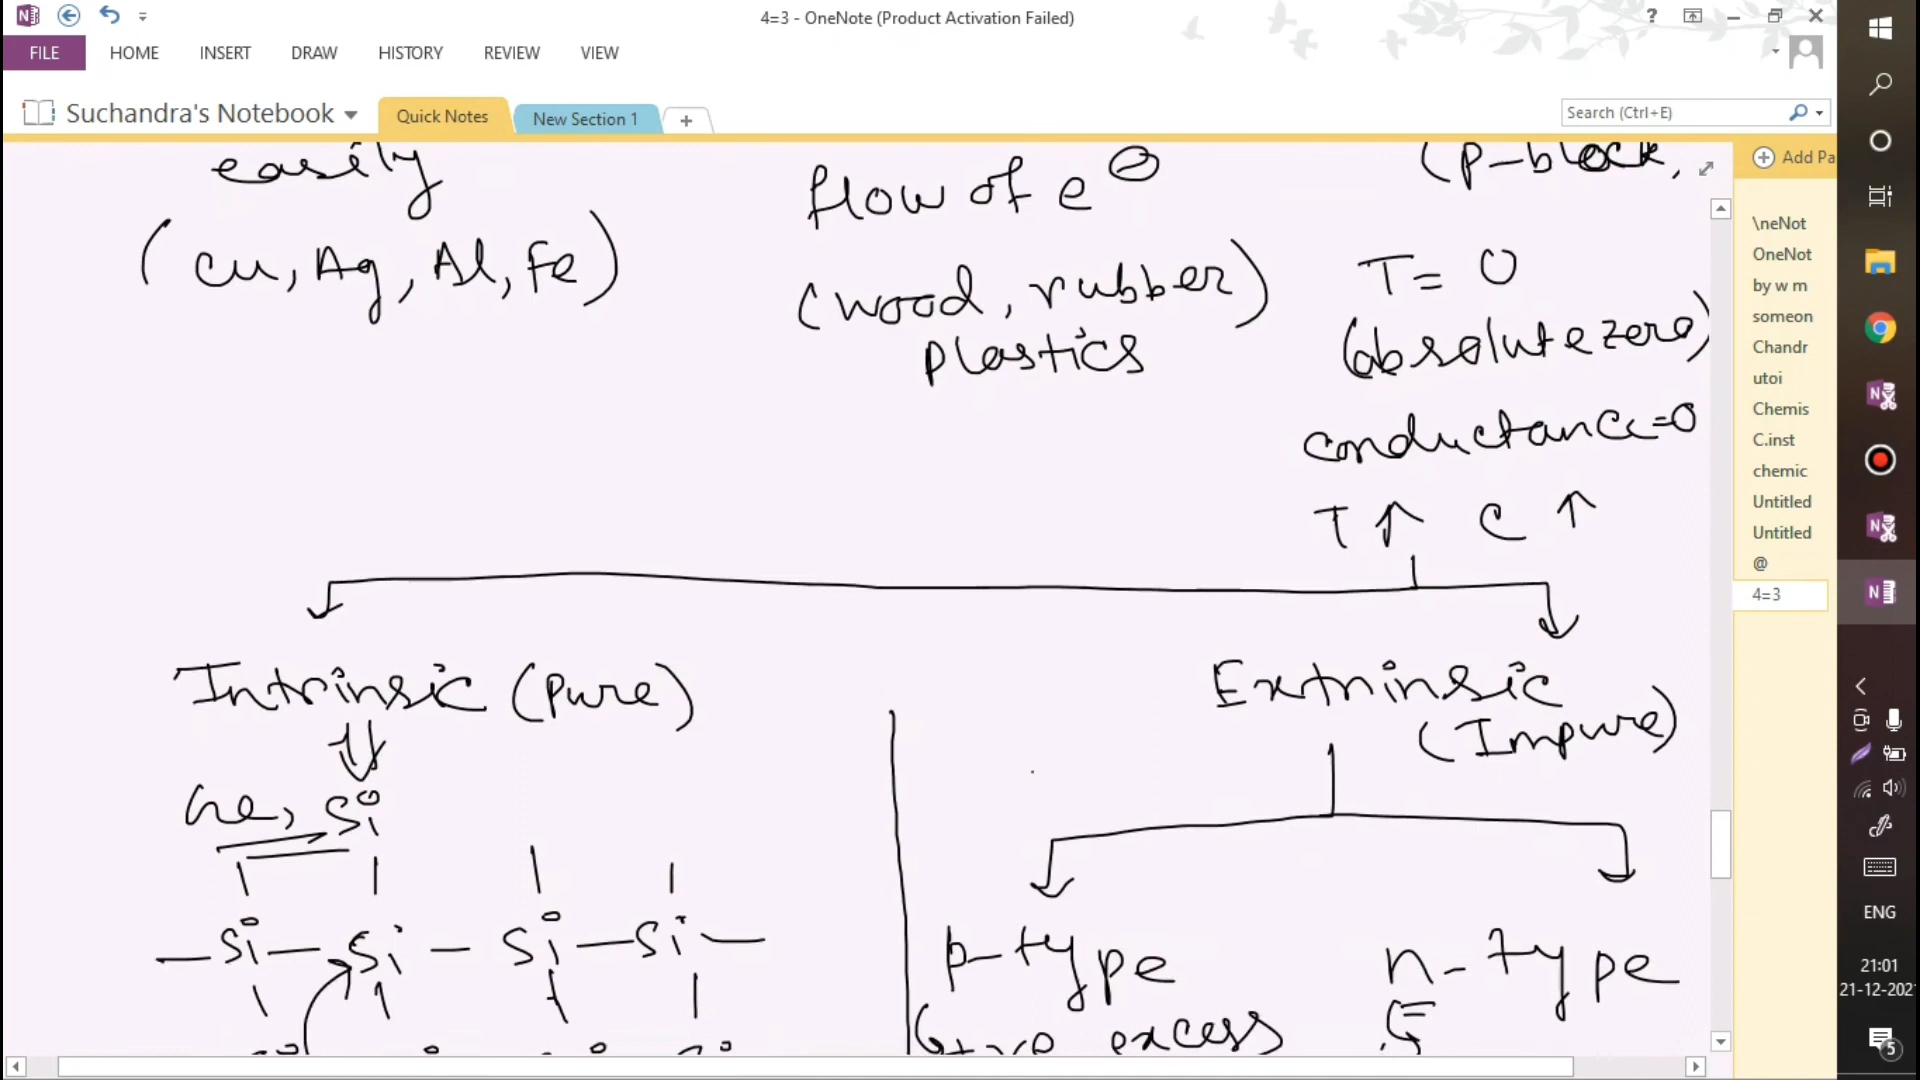 4=3 - OneNote (Product Activation Failed)
FILE HOME INSERT DRAW HISTORY REVIEW VIEW
Suchandra's Notebook
Quick Notes
New Section 1
Search (Ctrl+E)
Add Pa
easily
(Cu, Ag, Al, Fe)
flow of e⊖
(wood, rubber)
plastics
(p-block,
T = 0
(absolute zero)
conductance=0
T ↑ C ↑
Intrinsic (Pure)
Ge, Si
—Si—Si—Si—Si—
Extrinsic
(Impure)
p-type
n-type
(+ve excess
\neNot
OneNot
by w m
someon
Chandr
utoi
Chemis
C.inst
chemic
Untitled
Untitled
@
4=3
ENG
21:01
21-12-202
5